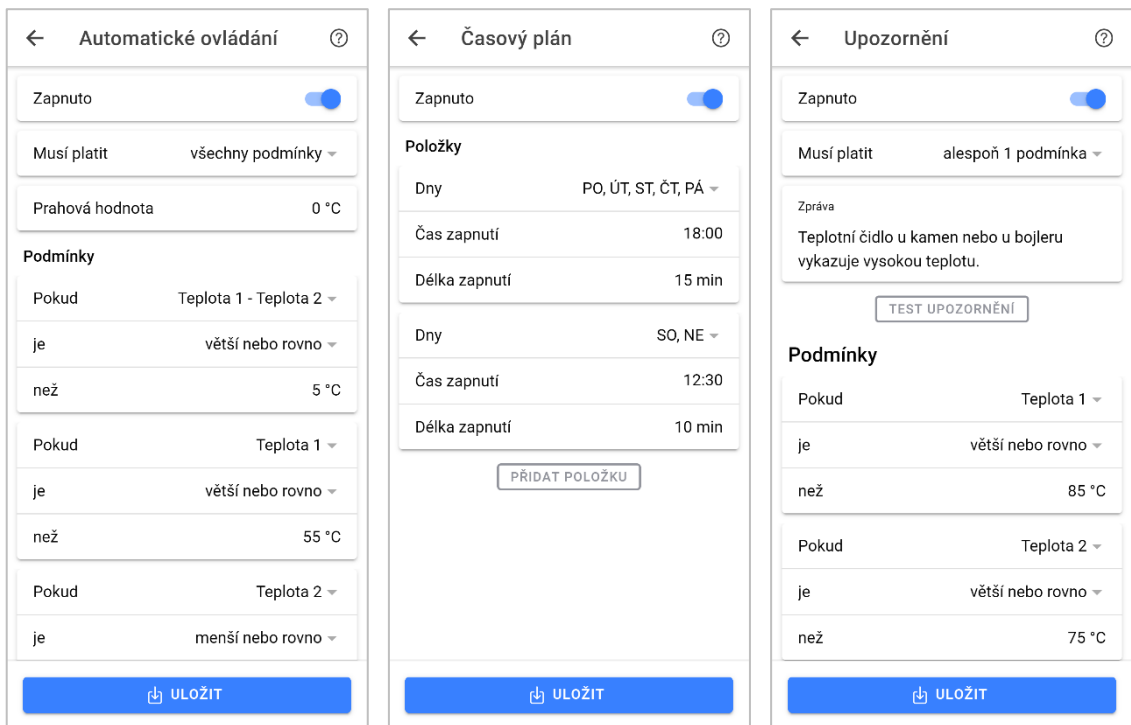 Automatické ovládání
Zapnuto
Musí platit všechny podmínky
Prahová hodnota 0 °C
Podmínky
Pokud Teplota 1 - Teplota 2
je větší nebo rovno
než 5 °C
Pokud Teplota 1
je větší nebo rovno
než 55 °C
Pokud Teplota 2
je menší nebo rovno
ULOŽIT
Časový plán
Zapnuto
Položky
Dny PO, ÚT, ST, ČT, PÁ
Čas zapnutí 18:00
Délka zapnutí 15 min
Dny SO, NE
Čas zapnutí 12:30
Délka zapnutí 10 min
PŘIDAT POLOŽKU
ULOŽIT
Upozornění
Zapnuto
Musí platit alespoň 1 podmínka
Zpráva
Teplotní čidlo u kamen nebo u bojleru
vykazuje vysokou teplotu.
TEST UPOZORNĚNÍ
Podmínky
Pokud Teplota 1
je větší nebo rovno
než 85 °C
Pokud Teplota 2
je větší nebo rovno
než 75 °C
ULOŽIT